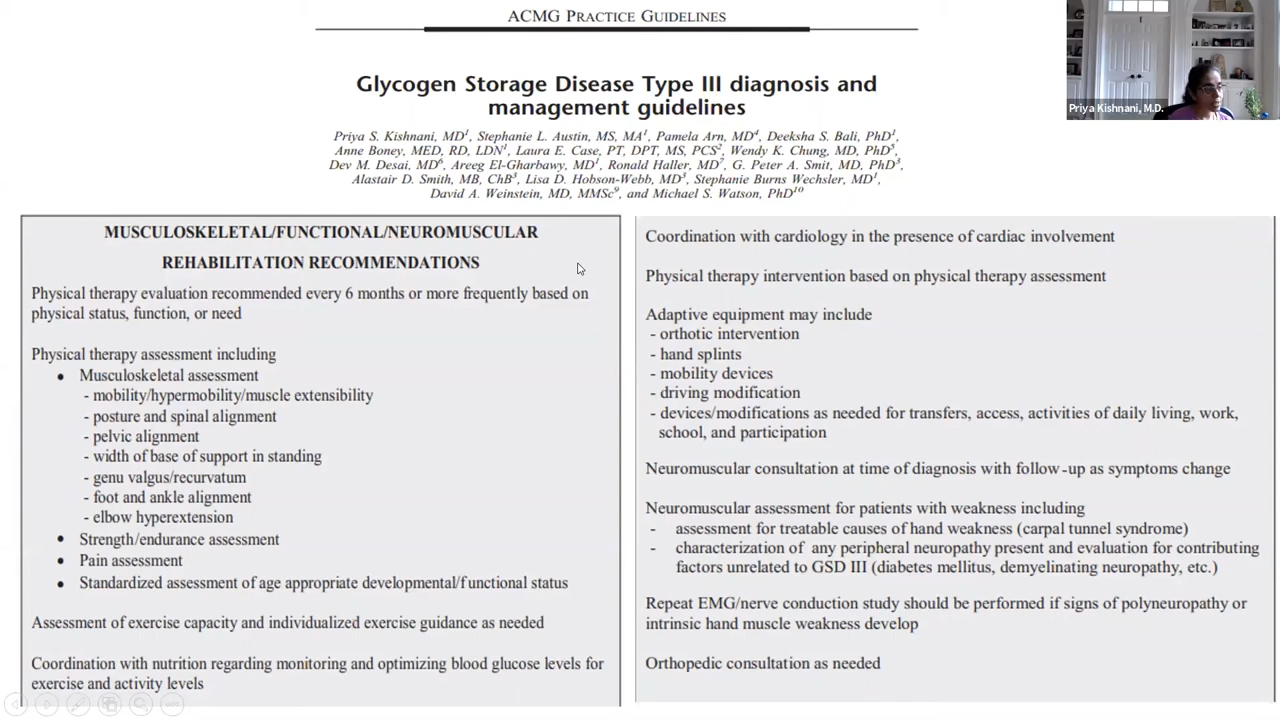 ACMG PRACTICE GUIDELINES
Glycogen Storage Disease Type III diagnosis and
management guidelines
Priya S. Kishnani, MD¹, Stephanie L. Austin, MS, MA¹, Pamela Arn, MD⁴, Deeksha S. Bali, PhD¹,
Anne Boney, MED, RD, LDN¹, Laura E. Case, PT, DPT, MS, PCS², Wendy K. Chung, MD, PhD⁵,
Dev M. Desai, MD⁶, Areeg El-Gharbawy, MD¹, Ronald Haller, MD⁷, G. Peter A. Smit, MD, PhD³,
Alastair D. Smith, MB, ChB³, Lisa D. Hobson-Webb, MD³, Stephanie Burns Wechsler, MD¹,
David A. Weinstein, MD, MMSc⁹, and Michael S. Watson, PhD¹⁰
Priya Kishnani, M.D.
MUSCULOSKELETAL/FUNCTIONAL/NEUROMUSCULAR
REHABILITATION RECOMMENDATIONS
Physical therapy evaluation recommended every 6 months or more frequently based on
physical status, function, or need
Physical therapy assessment including
• Musculoskeletal assessment
- mobility/hypermobility/muscle extensibility
- posture and spinal alignment
- pelvic alignment
- width of base of support in standing
- genu valgus/recurvatum
- foot and ankle alignment
- elbow hyperextension
• Strength/endurance assessment
• Pain assessment
• Standardized assessment of age appropriate developmental/functional status
Assessment of exercise capacity and individualized exercise guidance as needed
Coordination with nutrition regarding monitoring and optimizing blood glucose levels for
exercise and activity levels
Coordination with cardiology in the presence of cardiac involvement
Physical therapy intervention based on physical therapy assessment
Adaptive equipment may include
- orthotic intervention
- hand splints
- mobility devices
- driving modification
- devices/modifications as needed for transfers, access, activities of daily living, work,
school, and participation
Neuromuscular consultation at time of diagnosis with follow-up as symptoms change
Neuromuscular assessment for patients with weakness including
- assessment for treatable causes of hand weakness (carpal tunnel syndrome)
- characterization of any peripheral neuropathy present and evaluation for contributing
factors unrelated to GSD III (diabetes mellitus, demyelinating neuropathy, etc.)
Repeat EMG/nerve conduction study should be performed if signs of polyneuropathy or
intrinsic hand muscle weakness develop
Orthopedic consultation as needed